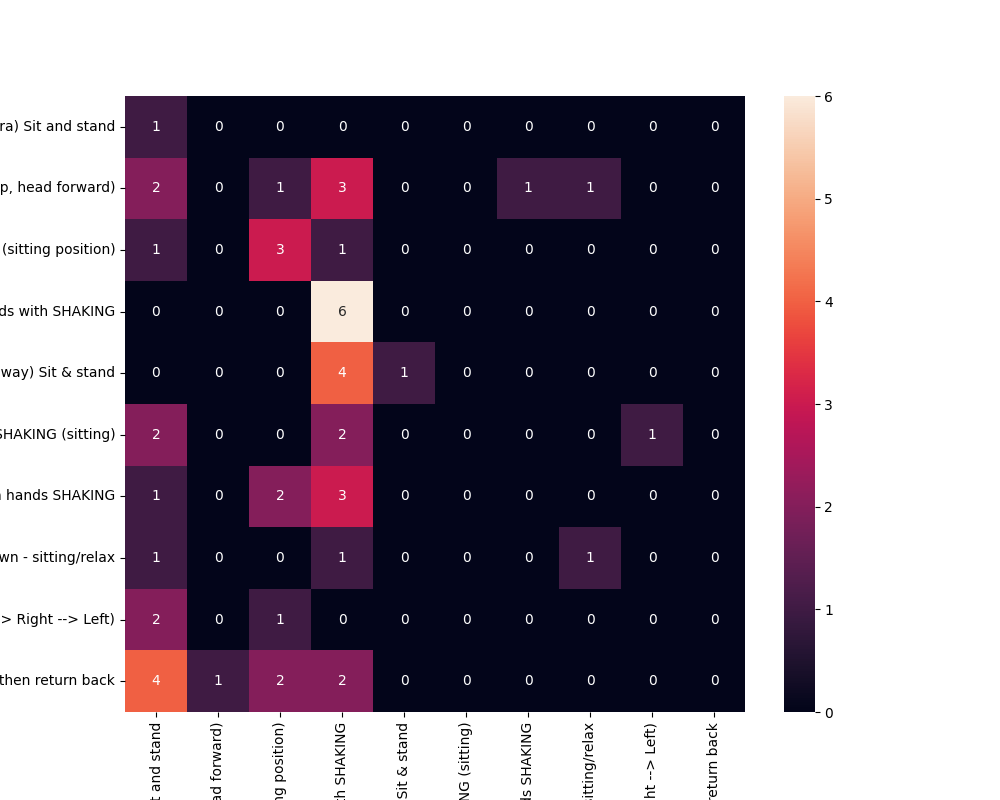 ra) Sit and stand 1 0 0 0 0 0 0 0 0 0
p, head forward) 2 0 1 3 0 0 1 1 0 0
(sitting position) 1 0 3 1 0 0 0 0 0 0
ds with SHAKING 0 0 0 6 0 0 0 0 0 0
way) Sit & stand 0 0 0 4 1 0 0 0 0 0
SHAKING (sitting) 2 0 0 2 0 0 0 0 1 0
hands SHAKING 1 0 2 3 0 0 0 0 0 0
wn - sitting/relax 1 0 0 1 0 0 0 1 0 0
> Right --> Left) 2 0 1 0 0 0 0 0 0 0
then return back 4 1 2 2 0 0 0 0 0 0
t and stand
ad forward)
ng position)
th SHAKING
Sit & stand
NG (sitting)
ds SHAKING
sitting/relax
ht --> Left)
return back
6
5
4
3
2
1
0